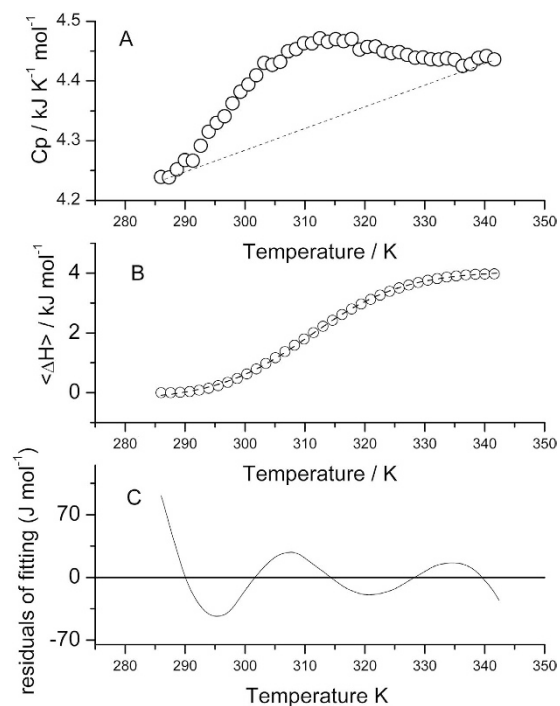 A
Cp / kJ K⁻¹ mol⁻¹
4.5
4.4
4.3
4.2
280 290 300 310 320 330 340 350
Temperature / K
B
<ΔH> / kJ mol⁻¹
4
2
0
280 290 300 310 320 330 340 350
Temperature / K
C
residuals of fitting (J mol⁻¹)
70
0
-70
280 290 300 310 320 330 340 350
Temperature K